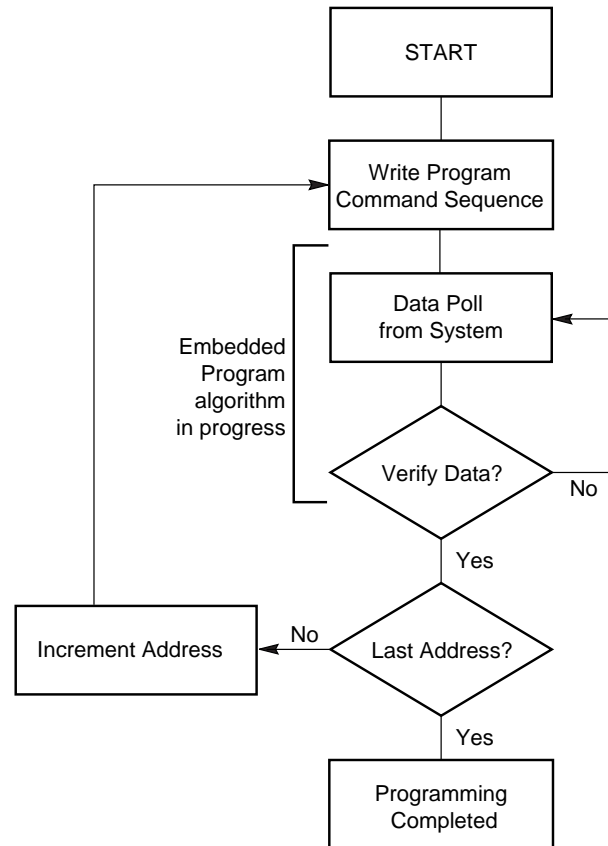 START
Write Program
Command Sequence
Data Poll
from System
Embedded
Program
algorithm
in progress
Verify Data?
No
Yes
No
Increment Address
Last Address?
Yes
Programming
Completed